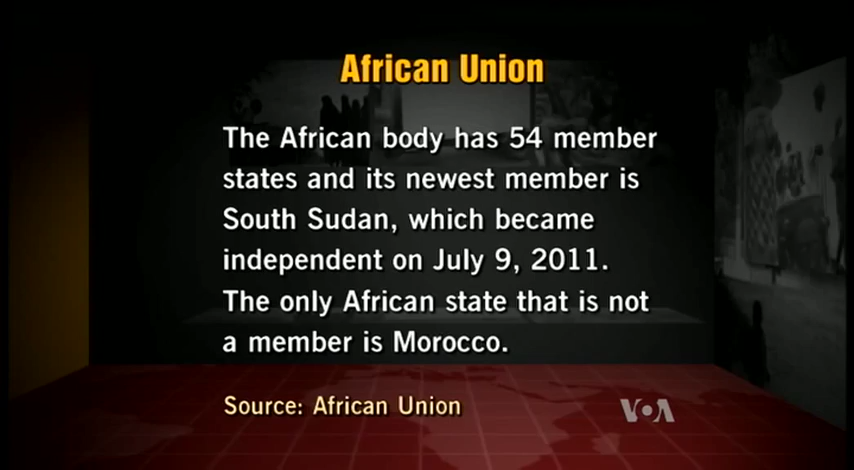 African Union
The African body has 54 member
states and its newest member is
South Sudan, which became
independent on July 9, 2011.
The only African state that is not
a member is Morocco.
Source: African Union
VOA